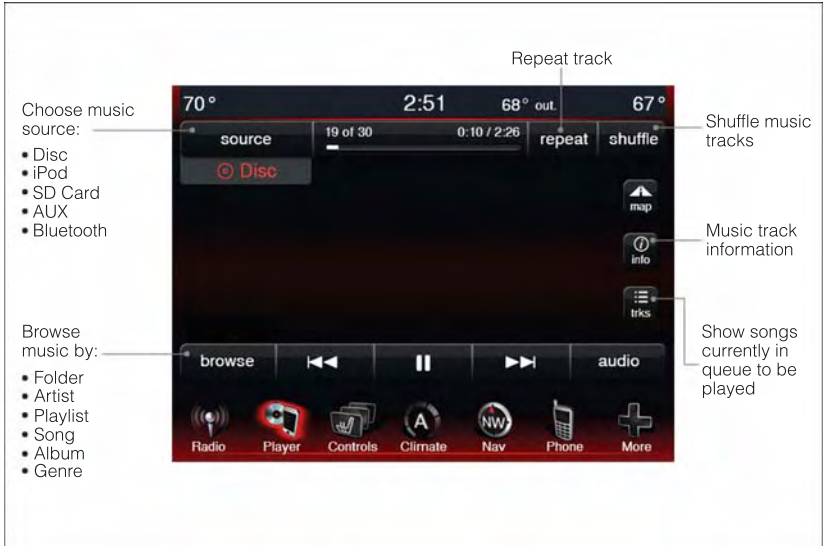 Repeat track
Choose music
source:
• Disc
• iPod
• SD Card
• AUX
• Bluetooth
70° 2:51 68° out. 67°
source 19 of 30 0:10 / 2:26 repeat shuffle
Disc
Shuffle music
tracks
map
info
Music track
information
trks
Show songs
currently in
queue to be
played
Browse
music by:
• Folder
• Artist
• Playlist
• Song
• Album
• Genre
browse audio
A NW
Radio Player Controls Climate Nav Phone More